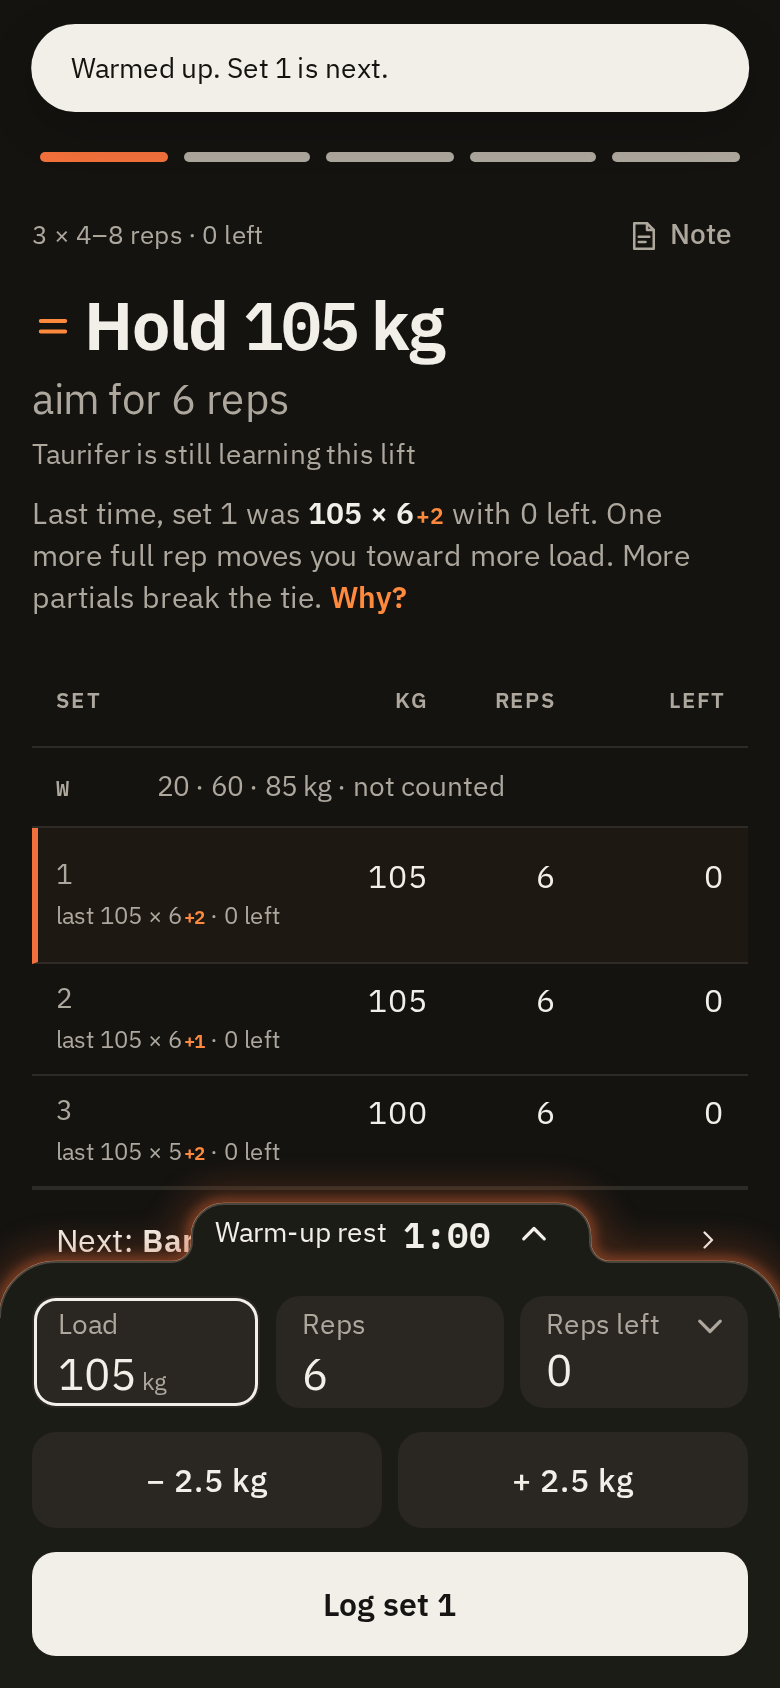 Warmed up. Set 1 is next.
3 × 4–8 reps · 0 left
Note
= Hold 105 kg
aim for 6 reps
Taurifer is still learning this lift
Last time, set 1 was 105 × 6+2 with 0 left. One
more full rep moves you toward more load. More
partials break the tie. Why?
SET KG REPS LEFT
W 20 · 60 · 85 kg · not counted
1 105 6 0
last 105 × 6+2 · 0 left
2 105 6 0
last 105 × 6+1 · 0 left
3 100 6 0
last 105 × 5+2 · 0 left
Next:
Warm-up rest 1:00
Load Reps Reps left
105 kg 6 0
− 2.5 kg + 2.5 kg
Log set 1